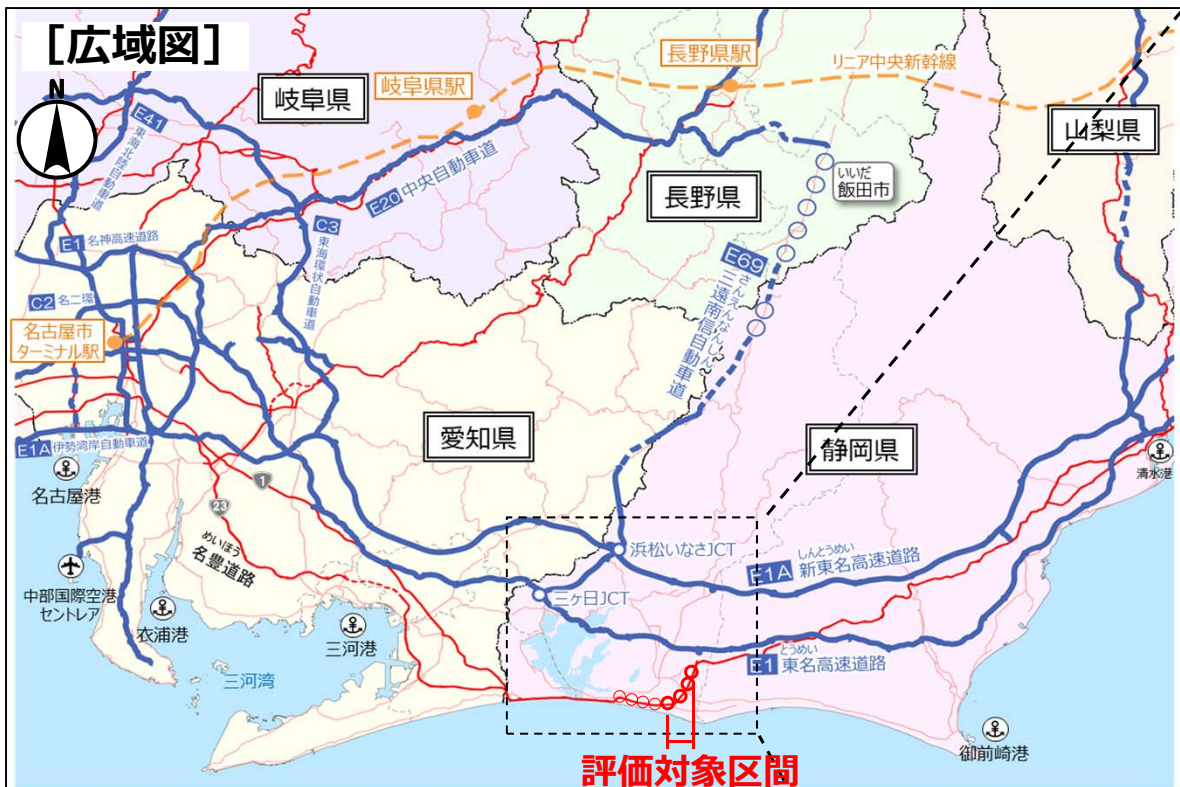 ［広域図］
N
岐阜県
岐阜県駅
長野県駅
リニア中央新幹線
山梨県
E41
東海北陸自動車道
いいだ
飯田市
長野県
E20 中央自動車道
C3
東海環状自動車道
E1 名神高速道路
C2 名二環
名古屋市
ターミナル駅
E69
さんえんなんしん
三遠南信自動車道
愛知県
静岡県
E1A 伊勢湾岸自動車道
名古屋港
1
23
めいほう
名豊道路
清水港
浜松いなさJCT
しんとうめい
E1A 新東名高速道路
中部国際空港
セントレア
衣浦港
三河港
三ヶ日JCT
とうめい
E1 東名高速道路
三河湾
御前崎港
評価対象区間